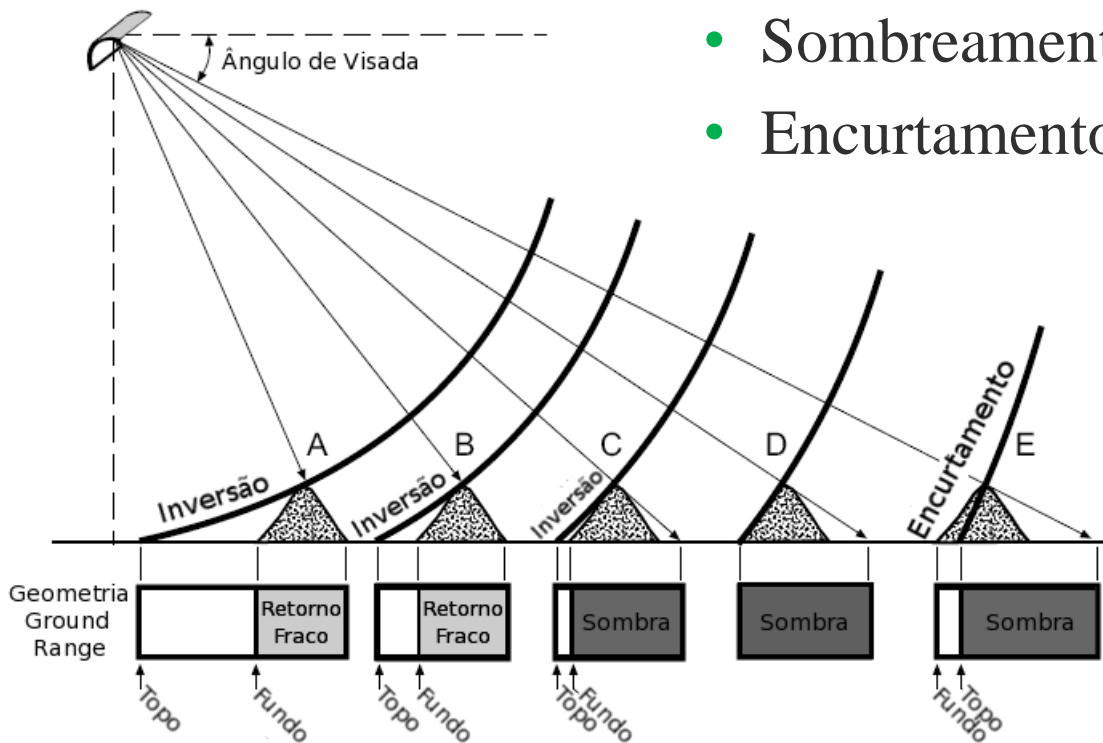 • Sombreament
• Encurtamento
Ângulo de Visada
A
B
C
D
E
Inversão
Inversão
Inversão
Encurtamento
Geometria
Ground
Range
Retorno
Fraco
Retorno
Fraco
Sombra
Sombra
Sombra
Topo
Fundo
Topo
Fundo
Topo
Fundo
Fundo
Topo